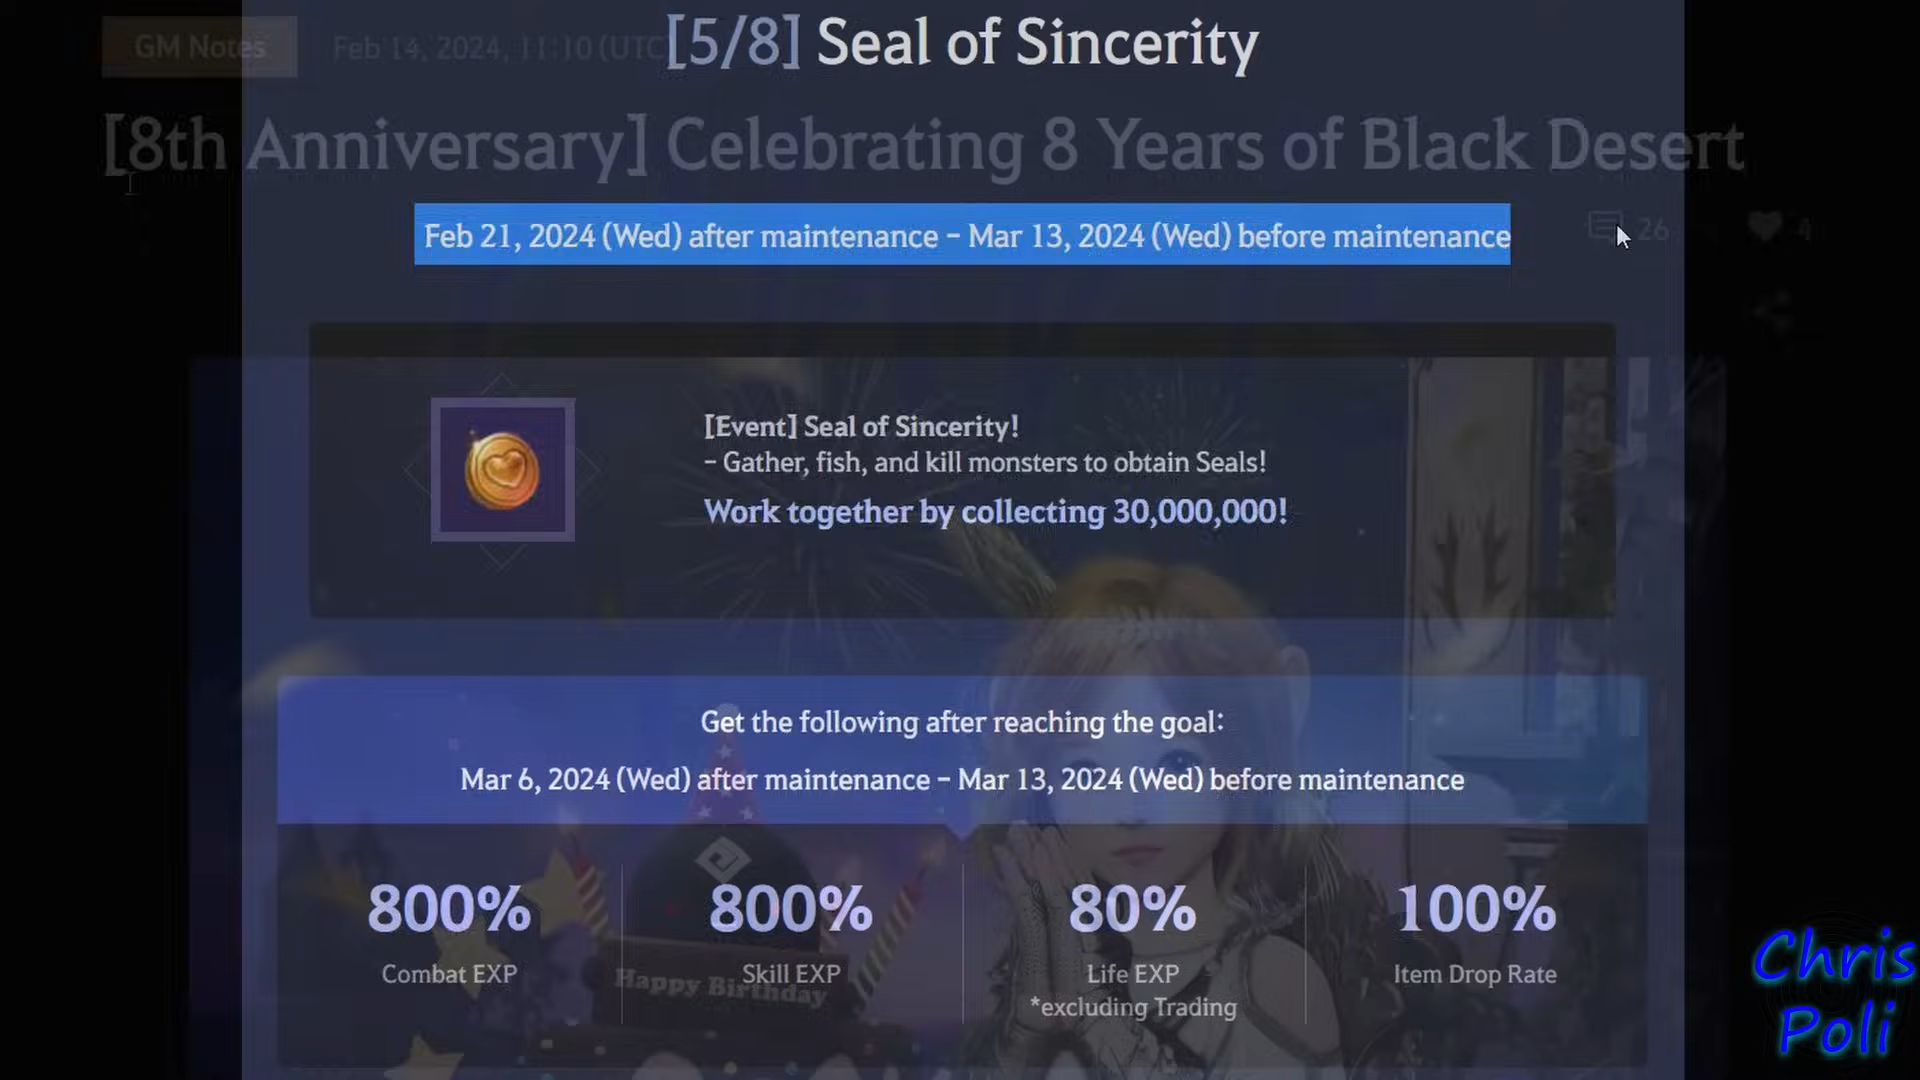 GM Notes
Feb 14, 2024, 11:10 (UTC
[5/8] Seal of Sincerity
[8th Anniversary] Celebrating 8 Years of Black Desert
Feb 21, 2024 (Wed) after maintenance – Mar 13, 2024 (Wed) before maintenance
26
4
[Event] Seal of Sincerity!
– Gather, fish, and kill monsters to obtain Seals!
Work together by collecting 30,000,000!
Get the following after reaching the goal:
Mar 6, 2024 (Wed) after maintenance – Mar 13, 2024 (Wed) before maintenance
800%
800%
80%
100%
Combat EXP
Skill EXP
Life EXP
Item Drop Rate
*excluding Trading
Happy Birthday
Chris
Poli